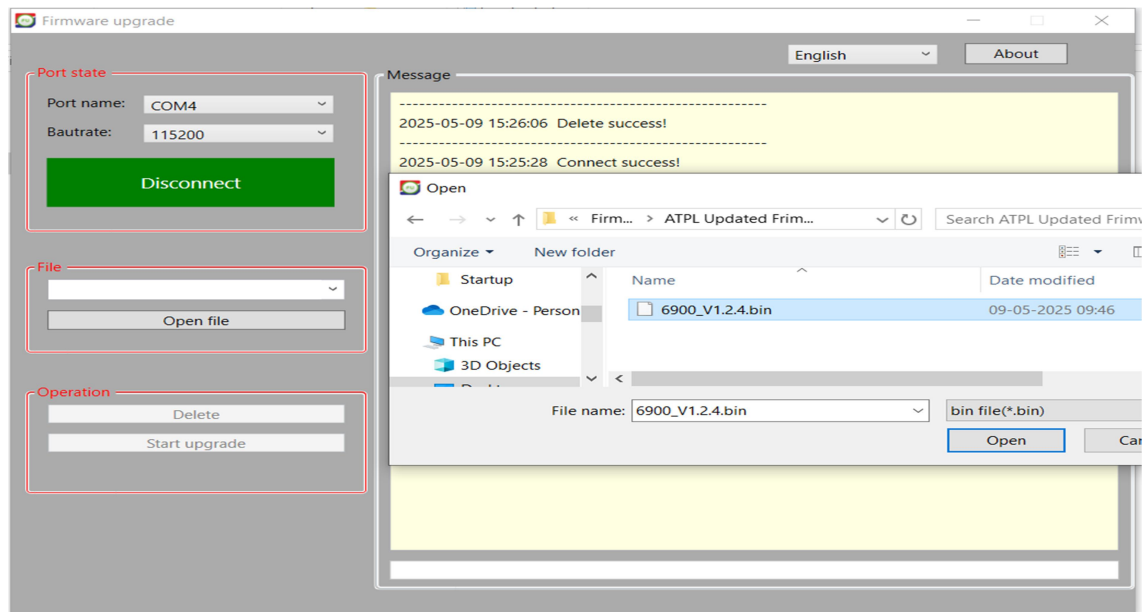 Firmware upgrade
English
About
Port state
Port name:
COM4
Bautrate:
115200
Disconnect
File
Open file
Operation
Delete
Start upgrade
Message
--------------------------------------------------------
2025-05-09 15:26:06  Delete success!
--------------------------------------------------------
2025-05-09 15:25:28  Connect success!
Open
« Firm... > ATPL Updated Frim...
Search ATPL Updated
Organize
New folder
Name
Date modified
Startup
OneDrive - Person
This PC
3D Objects
6900_V1.2.4.bin
09-05-2025 09:46
File name:
6900_V1.2.4.bin
bin file(*.bin)
Open